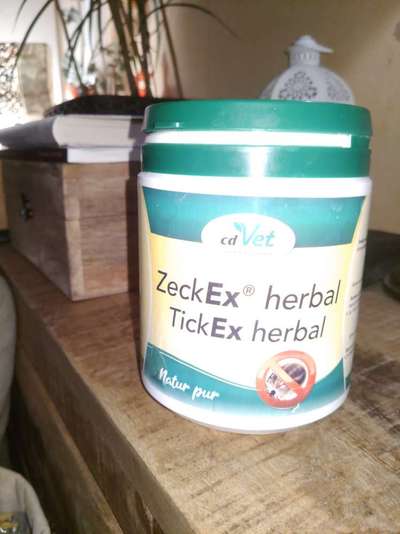 cdVet
ZeckEx® herbal
TickEx herbal
Natur pur